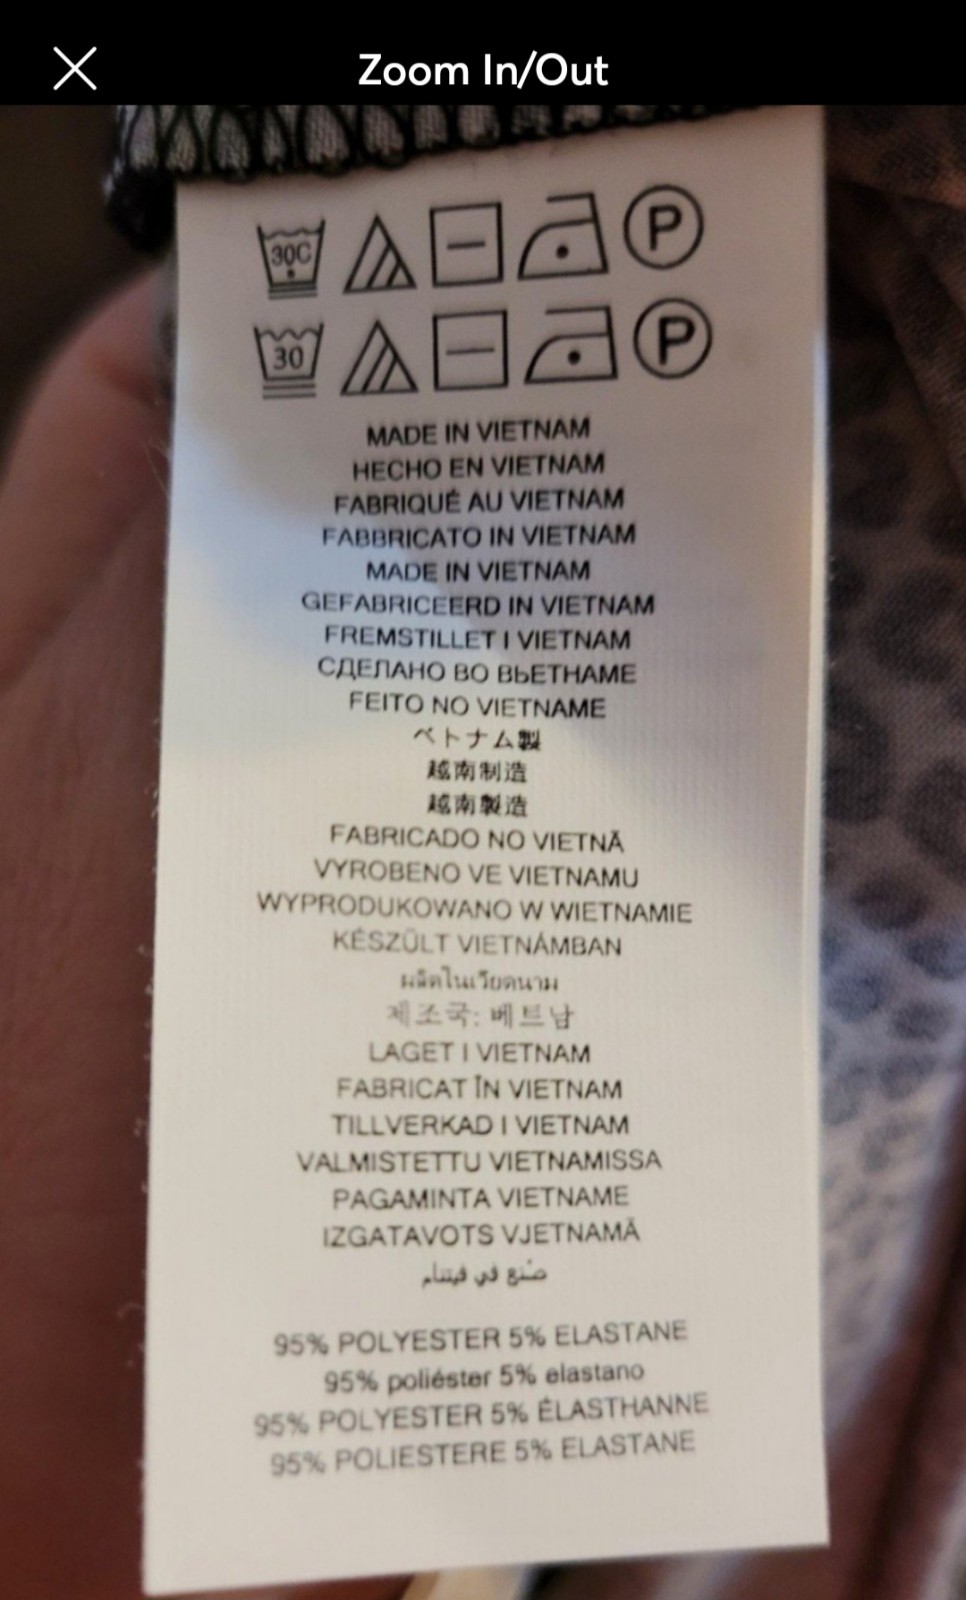 Zoom In/Out
30C P
30 P
MADE IN VIETNAM
HECHO EN VIETNAM
FABRIQUÉ AU VIETNAM
FABBRICATO IN VIETNAM
MADE IN VIETNAM
GEFABRICEERD IN VIETNAM
FREMSTILLET I VIETNAM
СДЕЛАНО ВО ВЬЕТНАМЕ
FEITO NO VIETNAME
ベトナム製
越南制造
越南製造
FABRICADO NO VIETNÃ
VYROBENO VE VIETNAMU
WYPRODUKOWANO W WIETNAMIE
KÉSZÜLT VIETNÁMBAN
ผลิตในเวียดนาม
제조국: 베트남
LAGET I VIETNAM
FABRICAT ÎN VIETNAM
TILLVERKAD I VIETNAM
VALMISTETTU VIETNAMISSA
PAGAMINTA VIETNAME
IZGATAVOTS VJETNAMĀ
صنع في فيتنام
95% POLYESTER 5% ELASTANE
95% poliéster 5% elastano
95% POLYESTER 5% ÉLASTHANNE
95% POLIESTERE 5% ELASTANE